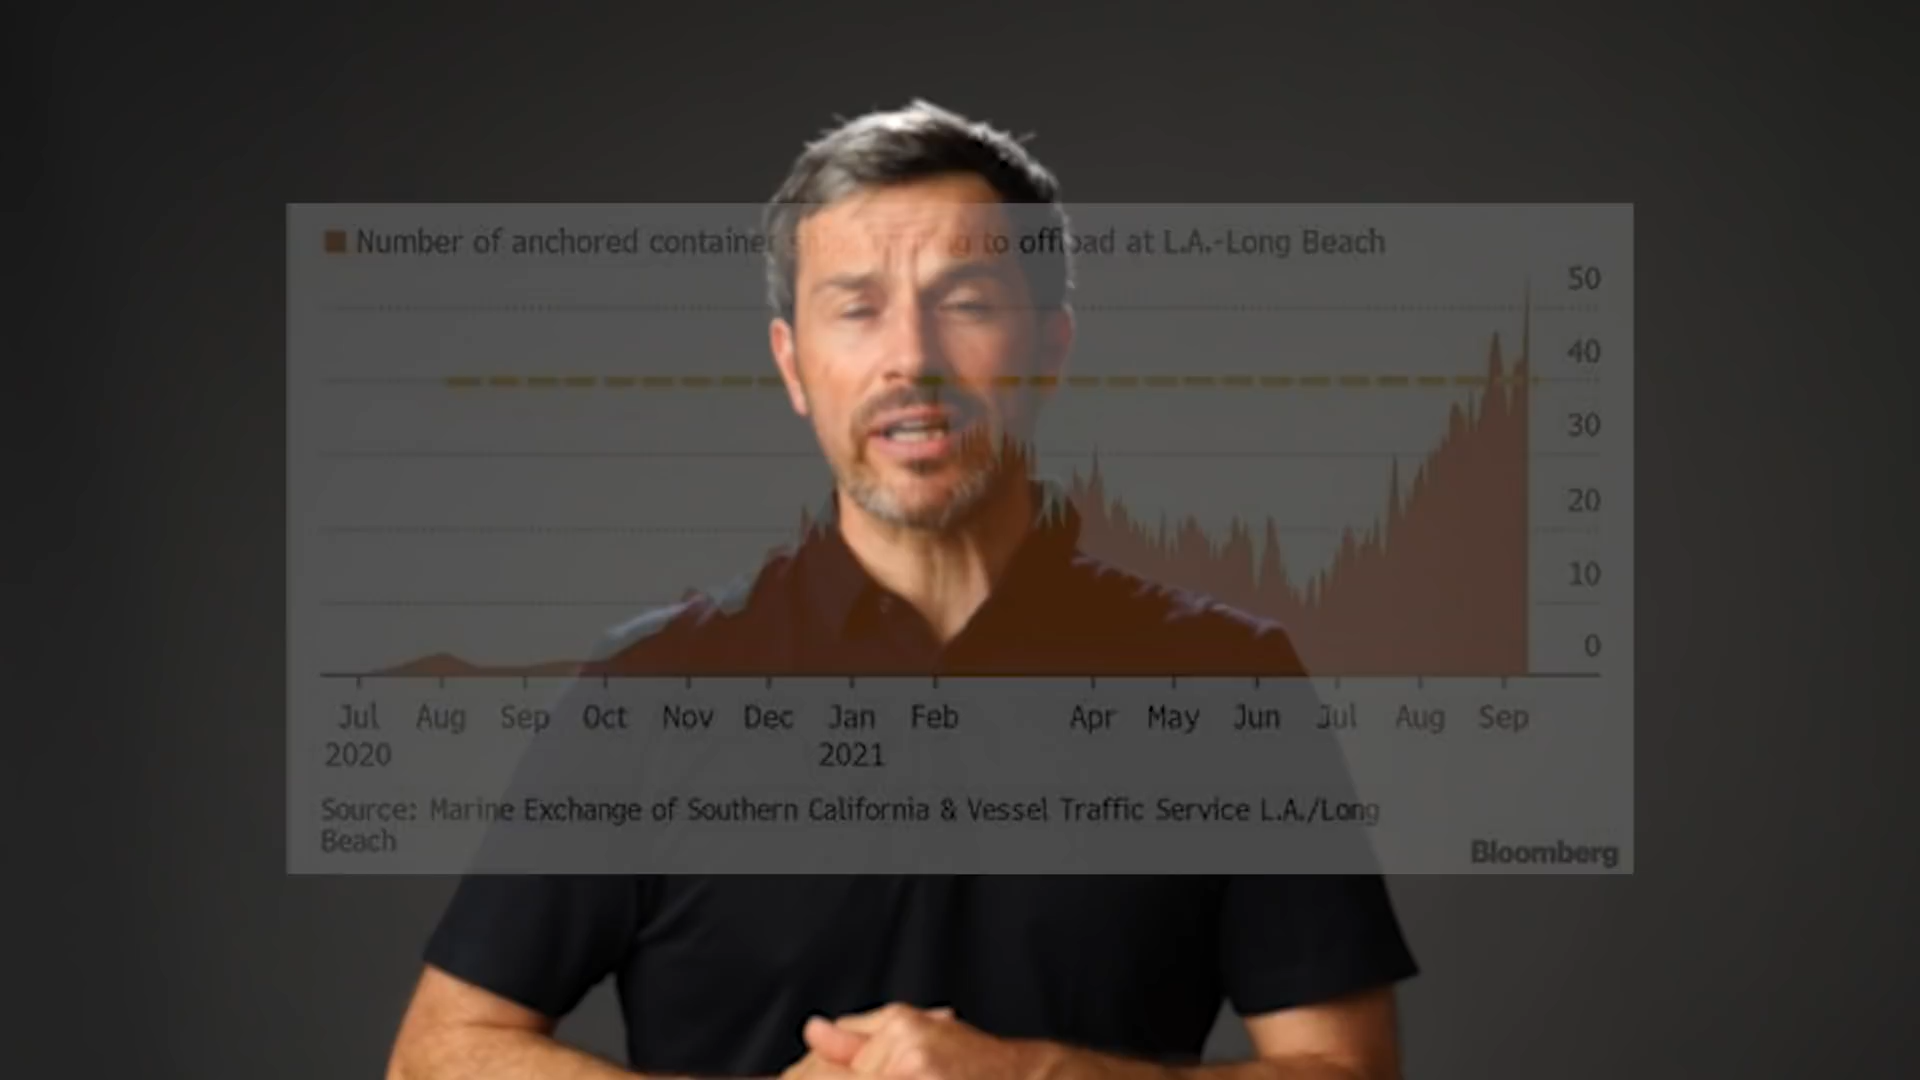 Number of anchored container to offload at L.A.-Long Beach
50
40
30
20
10
0
Jul Aug Sep Oct Nov Dec Jan Feb Apr May Jun Jul Aug Sep
2020 2021
Source: Marine Exchange of Southern California & Vessel Traffic Service L.A./Long
Beach
Bloomberg